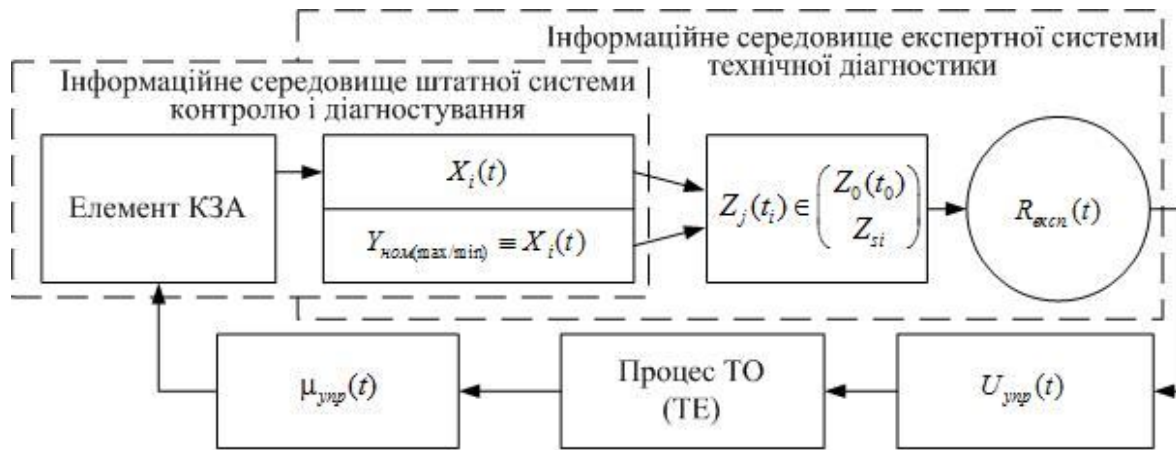 Інформаційне середовище експертної системи
технічної діагностики
Інформаційне середовище штатної системи
контролю і діагностування
Елемент КЗА
X_i(t)
Y_ном(max/min) ≡ X_i(t)
Z_j(t_i) ∈ ( Z_0(t_0)
Z_si )
R_эксп(t)
μ_упр(t)
Процес ТО
(ТЕ)
U_упр(t)